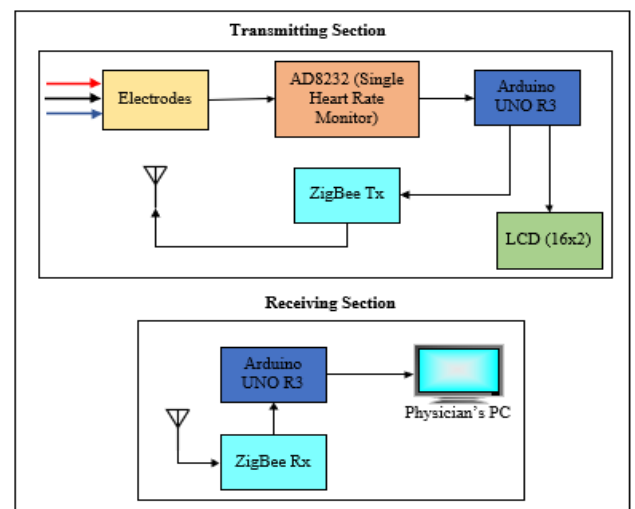 Transmitting Section
Electrodes
AD8232 (Single
Heart Rate
Monitor)
Arduino
UNO R3
ZigBee Tx
LCD (16x2)
Receiving Section
Arduino
UNO R3
Physician's PC
ZigBee Rx